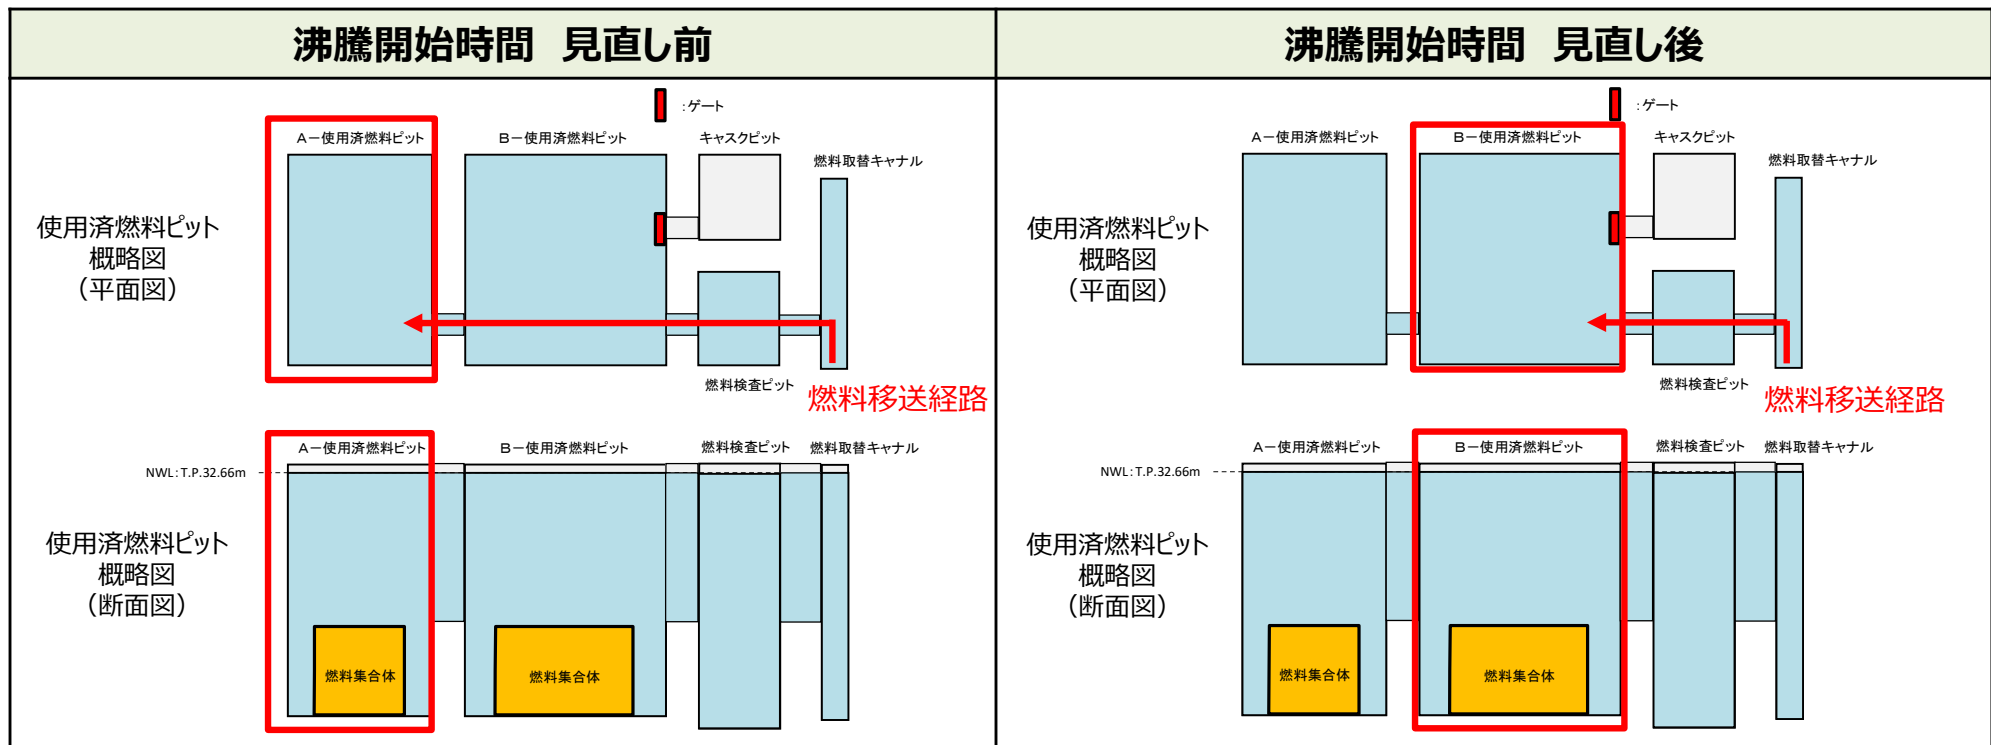 沸騰開始時間 見直し前
沸騰開始時間 見直し後
:ゲート
A-使用済燃料ピット
B-使用済燃料ピット
キャスクピット
燃料取替キャナル
使用済燃料ピット
概略図
(平面図)
燃料検査ピット
燃料移送経路
A-使用済燃料ピット
B-使用済燃料ピット
燃料検査ピット
燃料取替キャナル
NWL:T.P.32.66m
使用済燃料ピット
概略図
(断面図)
燃料集合体
燃料集合体
:ゲート
A-使用済燃料ピット
B-使用済燃料ピット
キャスクピット
燃料取替キャナル
使用済燃料ピット
概略図
(平面図)
燃料検査ピット
燃料移送経路
A-使用済燃料ピット
B-使用済燃料ピット
燃料検査ピット
燃料取替キャナル
NWL:T.P.32.66m
使用済燃料ピット
概略図
(断面図)
燃料集合体
燃料集合体